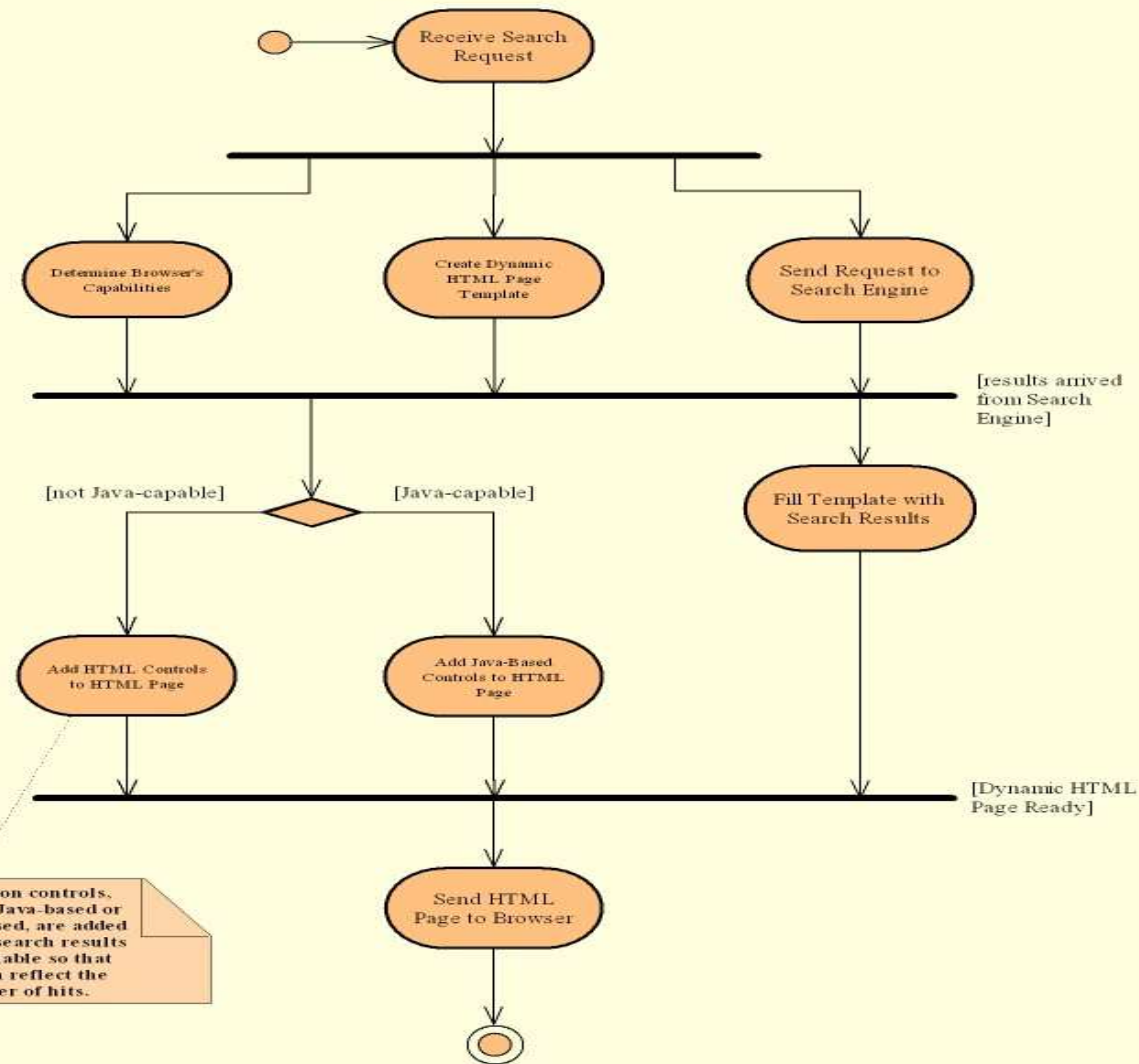 Receive Search
Request
Determine Browser's
Capabilities
Create Dynamic
HTML Page
Template
Send Request to
Search Engine
[results arrived
from Search
Engine]
[not Java-capable]
[Java-capable]
Fill Template with
Search Results
Add HTML Controls
to HTML Page
Add Java-Based
Controls to HTML
Page
[Dynamic HTML
Page Ready]
on controls,
Java-based or
sed, are added
search results
able so that
reflect the
er of hits.
Send HTML
Page to Browser